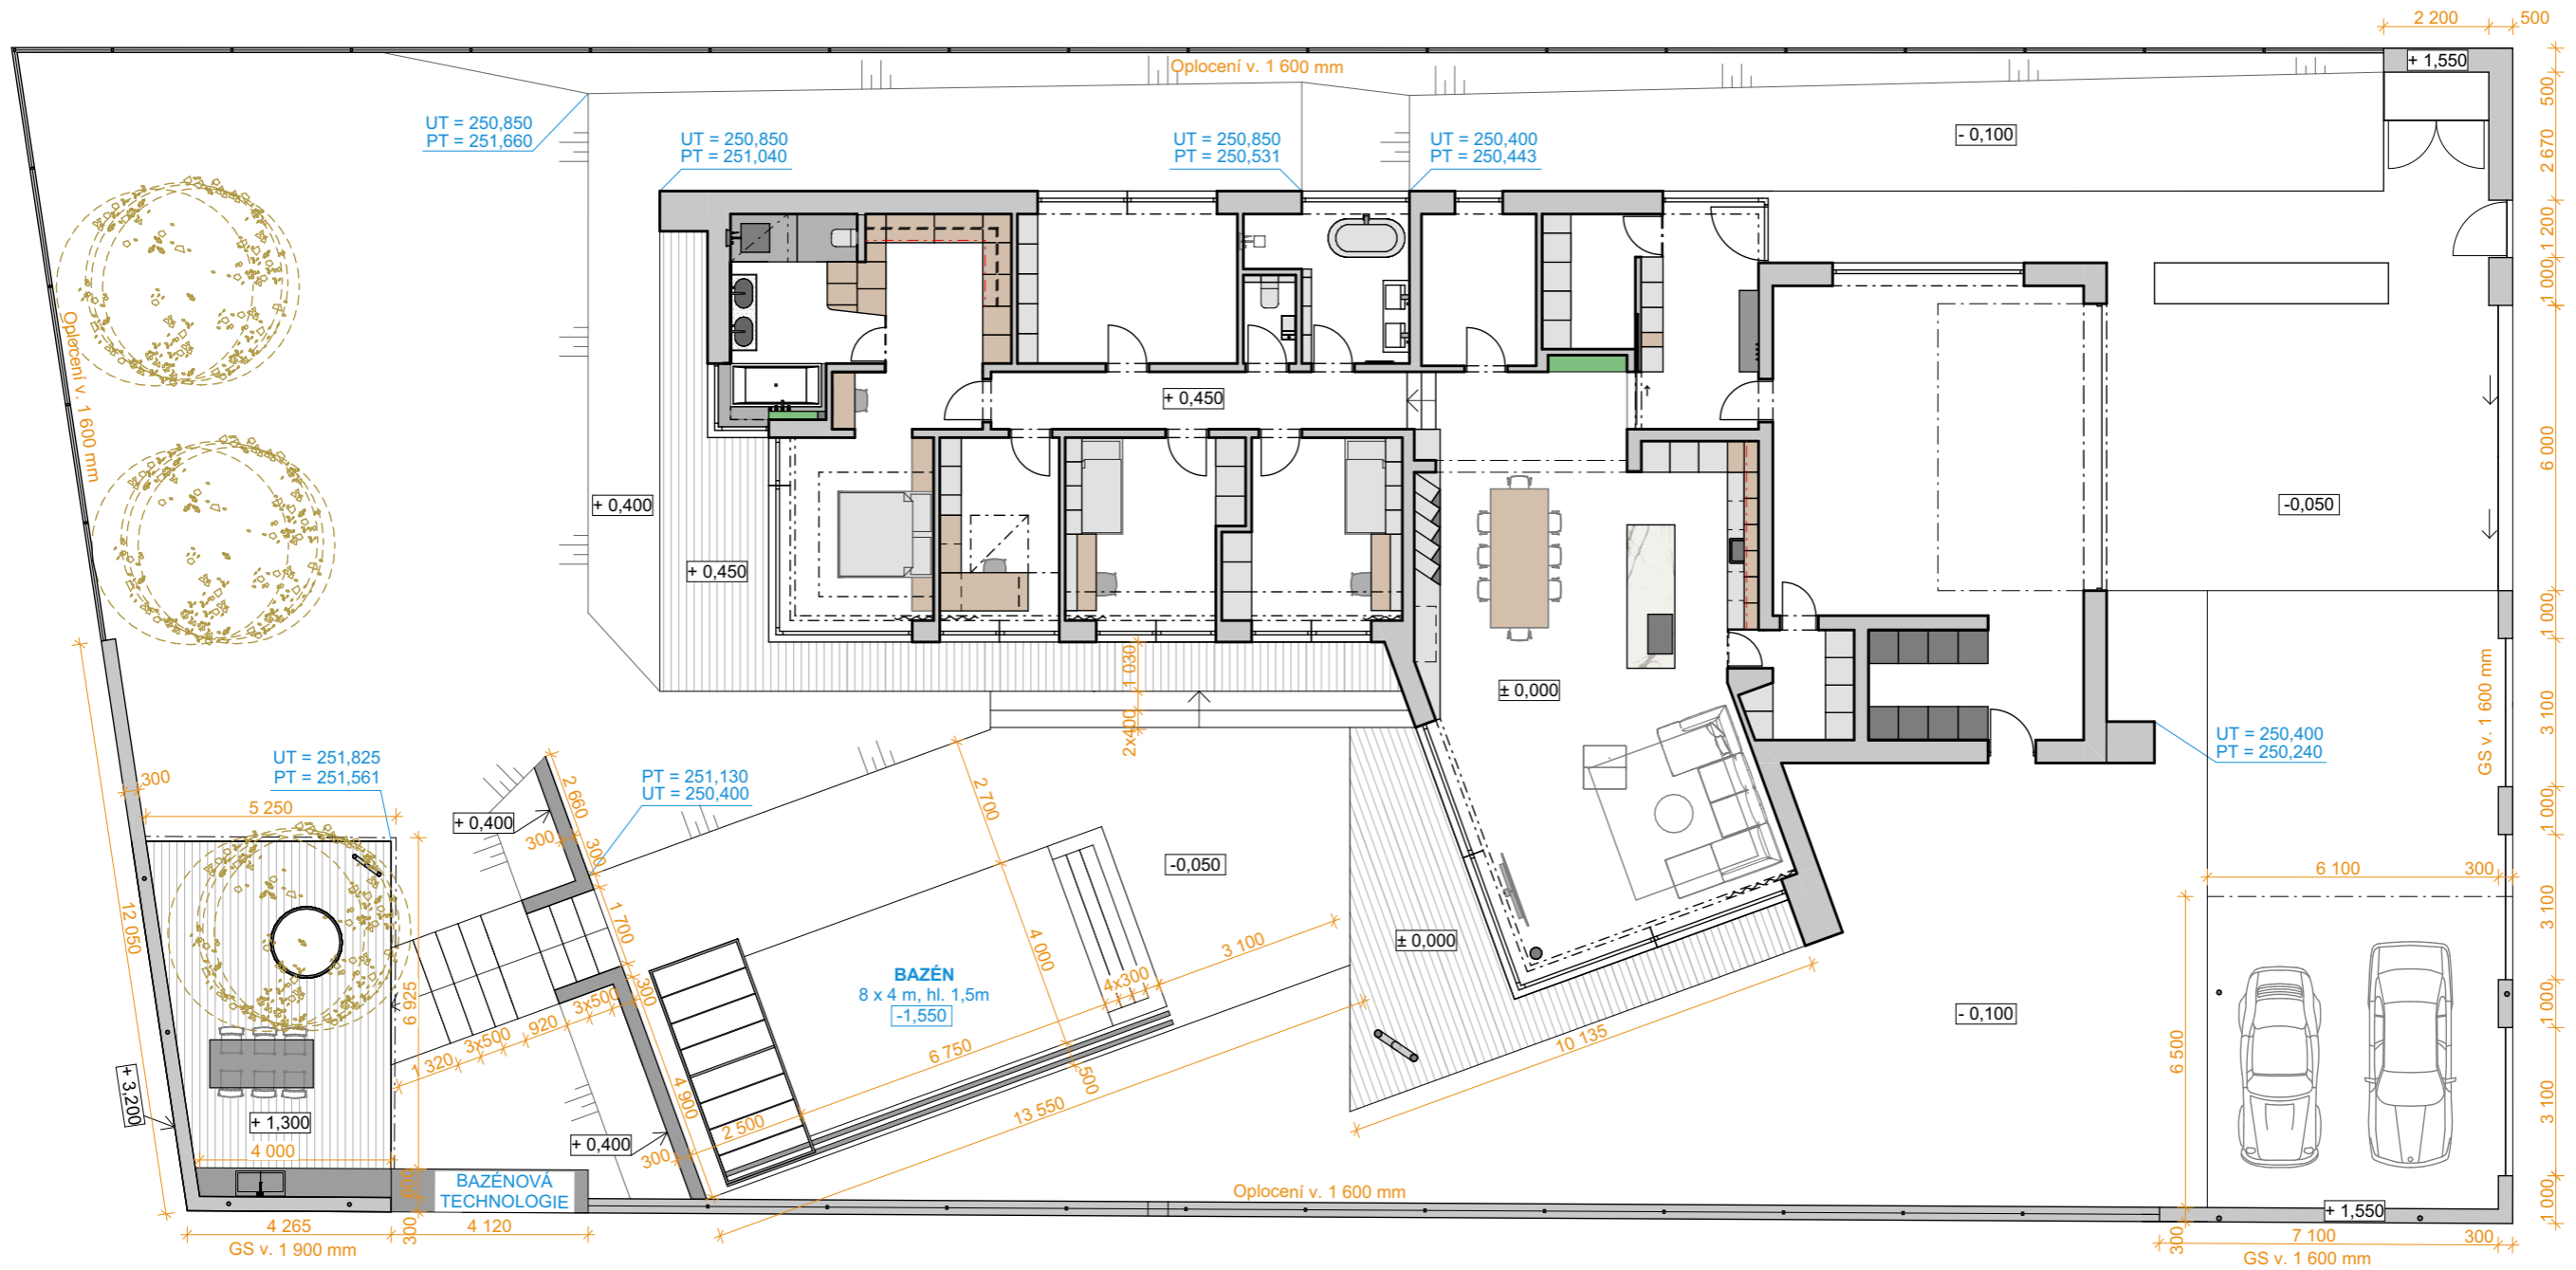 2 200
500
+ 1,550
Oplocení v. 1 600 mm
500
UT = 250,850
PT = 251,660
UT = 250,850
PT = 251,040
UT = 250,850
PT = 250,531
UT = 250,400
PT = 250,443
- 0,100
2 670
1 200
1 000
Oplocení v. 1 600 mm
+ 0,450
6 000
+ 0,400
-0,050
+ 0,450
1 000
1 030
± 0,000
2x400
GS v. 1 600 mm
3 100
UT = 250,400
PT = 250,240
UT = 251,825
PT = 251,561
300
5 250
PT = 251,130
UT = 250,400
2 660
+ 0,400
300
300
2 700
1 000
-0,050
6 100
300
12 050
1 700
4 000
3 100
3 100
± 0,000
BAZÉN
8 x 4 m, hl. 1,5m
-1,550
4x300
6 925
300
3x500
920
3x500
1 320
6 750
500
10 135
- 0,100
1 000
6 500
+ 3,200
+ 1,300
4 000
4 900
2 500
13 550
+ 0,400
300
3 100
600
BAZÉNOVÁ
TECHNOLOGIE
Oplocení v. 1 600 mm
+ 1,550
1 000
4 265
300
4 120
GS v. 1 900 mm
300
7 100
300
GS v. 1 600 mm